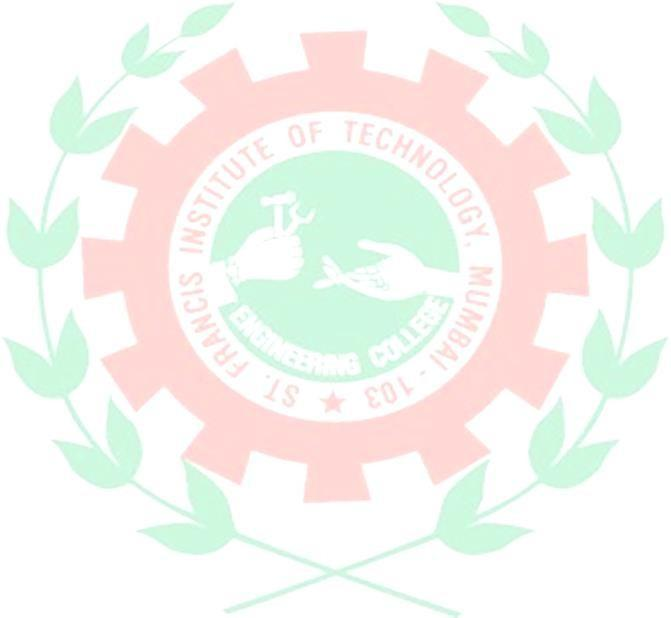 ST. FRANCIS INSTITUTE OF TECHNOLOGY, MUMBAI - 103
ENGINEERING COLLEGE